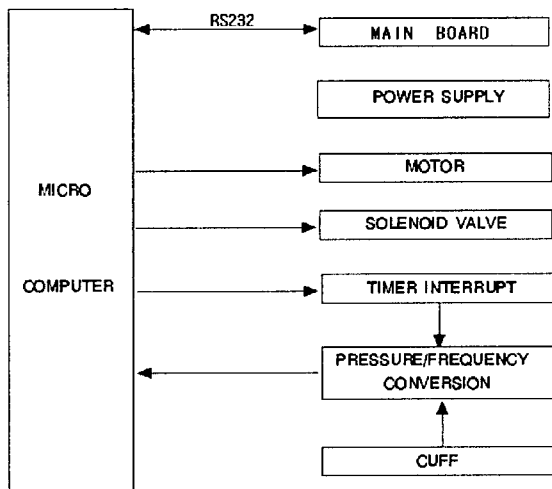 RS232
MAIN BOARD
POWER SUPPLY
MOTOR
MICRO
SOLENOID VALVE
COMPUTER
TIMER INTERRUPT
PRESSURE/FREQUENCY
CONVERSION
CUFF